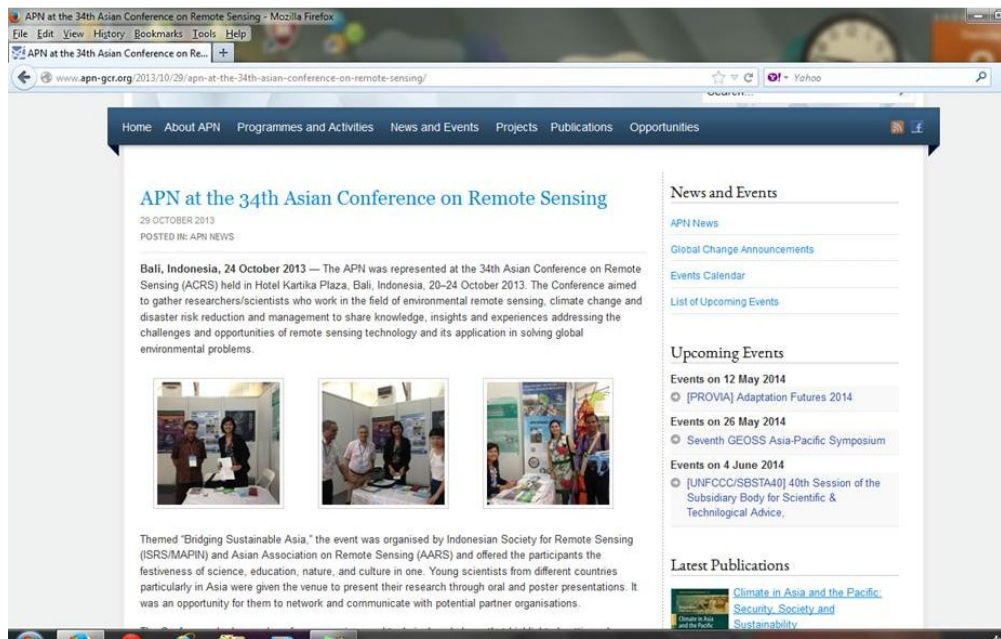 APN at the 34th Asian Conference on Remote Sensing - Mozilla Firefox
File Edit View History Bookmarks Tools Help
APN at the 34th Asian Conference on Re...
www.apn-gcr.org/2013/10/29/apn-at-the-34th-asian-conference-on-remote-sensing/
Yahoo
Search...
Home About APN Programmes and Activities News and Events Projects Publications Opportunities
APN at the 34th Asian Conference on Remote Sensing
29 OCTOBER 2013
POSTED IN: APN NEWS
Bali, Indonesia, 24 October 2013 — The APN was represented at the 34th Asian Conference on Remote
Sensing (ACRS) held in Hotel Kartika Plaza, Bali, Indonesia, 20–24 October 2013. The Conference aimed
to gather researchers/scientists who work in the field of environmental remote sensing, climate change and
disaster risk reduction and management to share knowledge, insights and experiences addressing the
challenges and opportunities of remote sensing technology and its application in solving global
environmental problems.
Themed “Bridging Sustainable Asia,” the event was organised by Indonesian Society for Remote Sensing
(ISRS/MAPIN) and Asian Association on Remote Sensing (AARS) and offered the participants the
festiveness of science, education, nature, and culture in one. Young scientists from different countries
particularly in Asia were given the venue to present their research through oral and poster presentations. It
was an opportunity for them to network and communicate with potential partner organisations.
News and Events
APN News
Global Change Announcements
Events Calendar
List of Upcoming Events
Upcoming Events
Events on 12 May 2014
[PROVIA] Adaptation Futures 2014
Events on 26 May 2014
Seventh GEOSS Asia-Pacific Symposium
Events on 4 June 2014
[UNFCCC/SBSTA40] 40th Session of the
Subsidiary Body for Scientific &
Technilogical Advice,
Latest Publications
Climate in Asia and the Pacific:
Security, Society and
Sustainability
Climate in Asia
and the Pacific